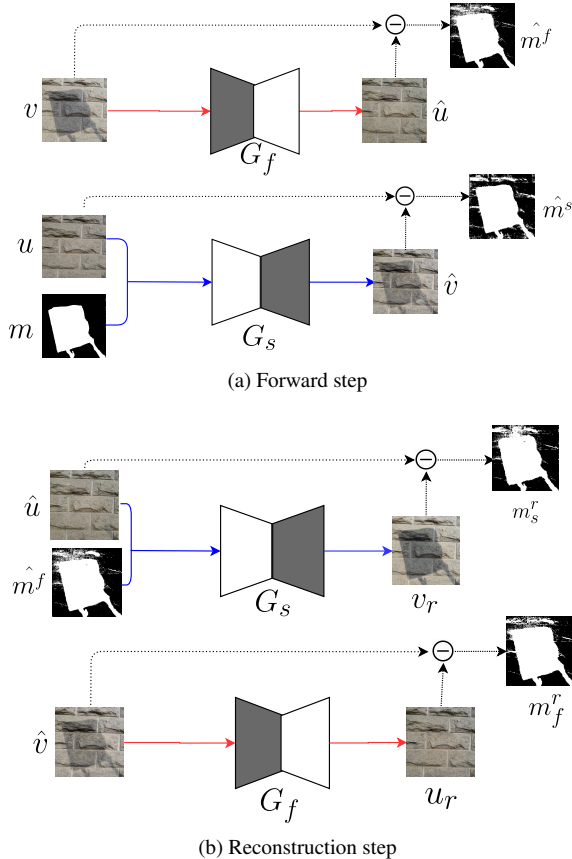 −
m̂^f
v
G_f
û
−
m̂^s
u
m
G_s
v̂
(a) Forward step
−
m_s^r
û
m̂^f
G_s
v_r
−
m_f^r
v̂
G_f
u_r
(b) Reconstruction step